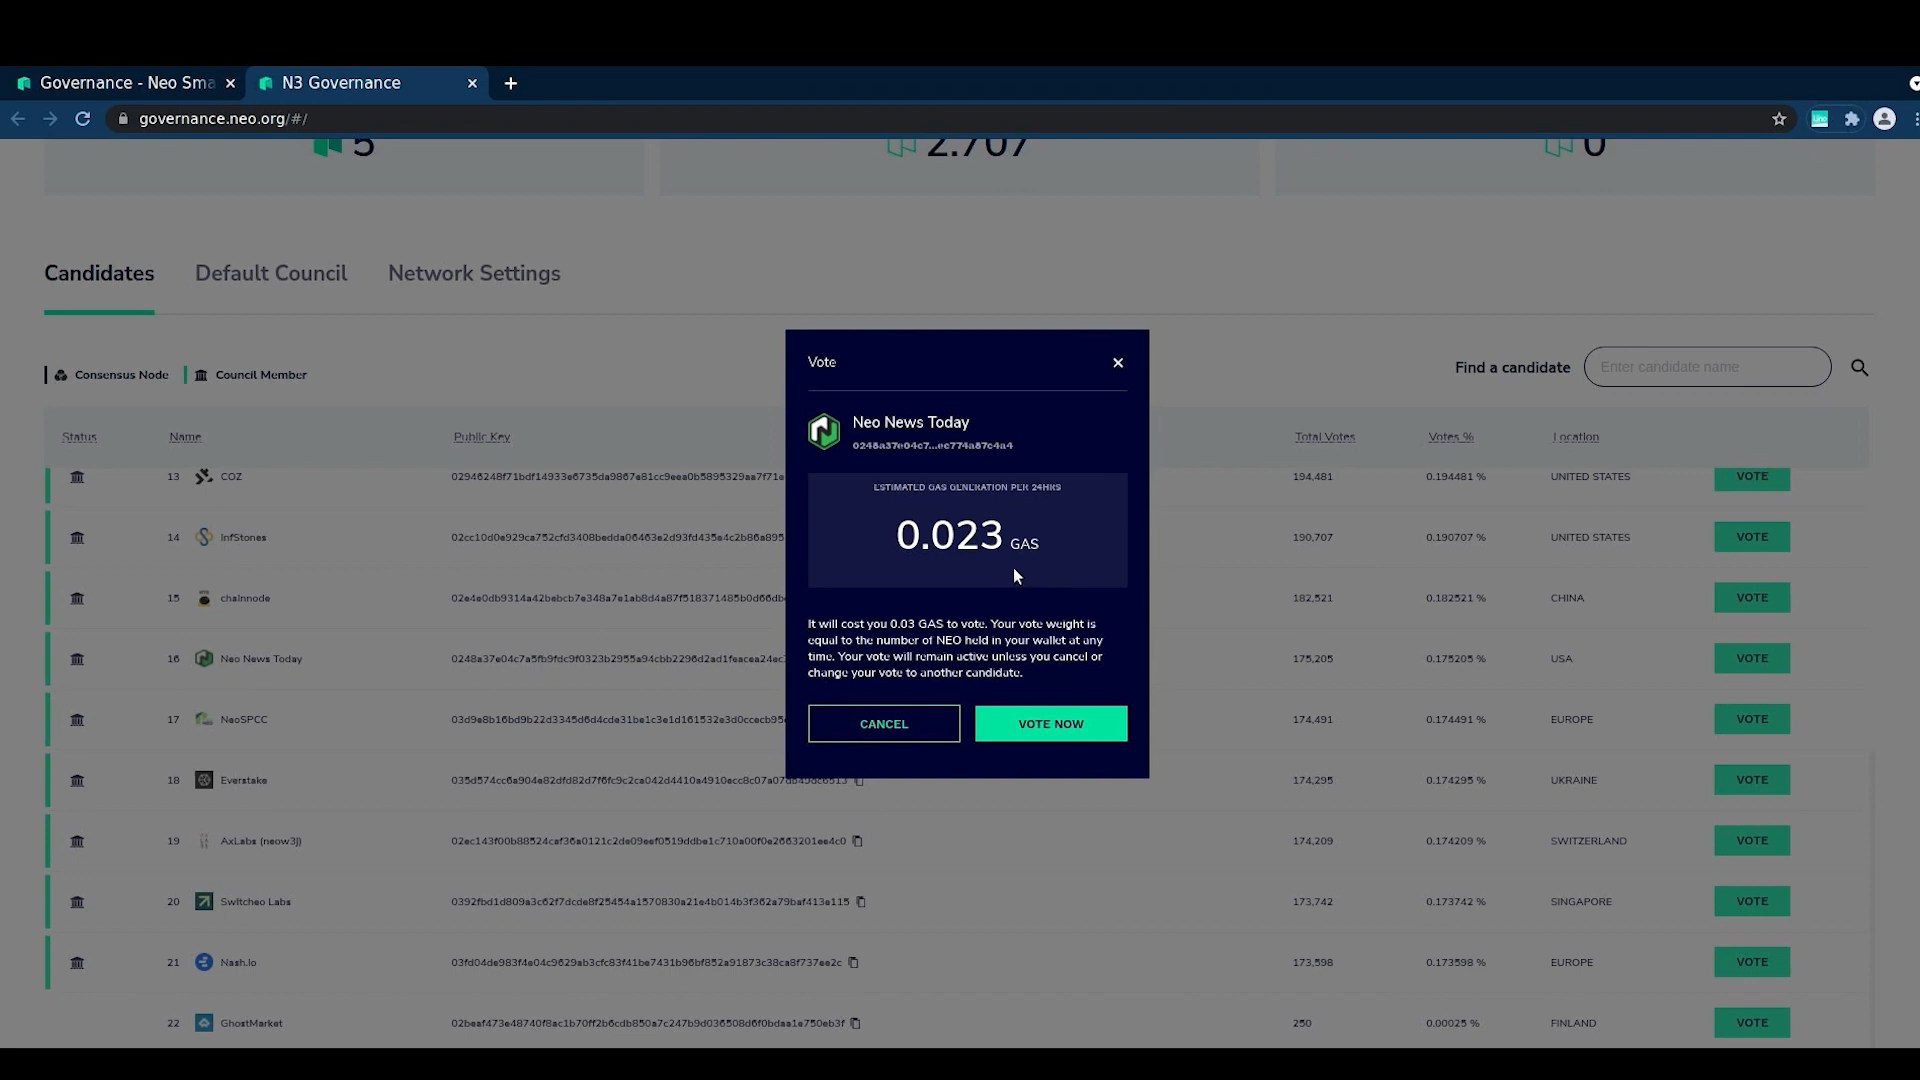 Governance - Neo Sma
N3 Governance
governance.neo.org/#/
5
2.707
0
Candidates
Default Council
Network Settings
Consensus Node
Council Member
Find a candidate
Enter candidate name
Status Name Public Key Total Votes Votes % Location
13 COZ 194,481 0.194481 % UNITED STATES VOTE
14 InfStones 190,707 0.190707 % UNITED STATES VOTE
15 chainnode 182,521 0.182521 % CHINA VOTE
16 Neo News Today 175,205 0.175205 % USA VOTE
17 NeoSPCC 174,491 0.174491 % EUROPE VOTE
18 Everstake 174,295 0.174295 % UKRAINE VOTE
19 AxLabs (neow3j) 174,209 0.174209 % SWITZERLAND VOTE
20 Switcheo Labs 173,742 0.173742 % SINGAPORE VOTE
21 Nash.io 173,598 0.173598 % EUROPE VOTE
22 GhostMarket 250 0.00025 % FINLAND VOTE
Vote
Neo News Today
0248a37e04c7...ec774a87c4a4
ESTIMATED GAS GENERATION PER 24HRS
0.023 GAS
It will cost you 0.03 GAS to vote. Your vote weight is
equal to the number of NEO held in your wallet at any
time. Your vote will remain active unless you cancel or
change your vote to another candidate.
CANCEL
VOTE NOW